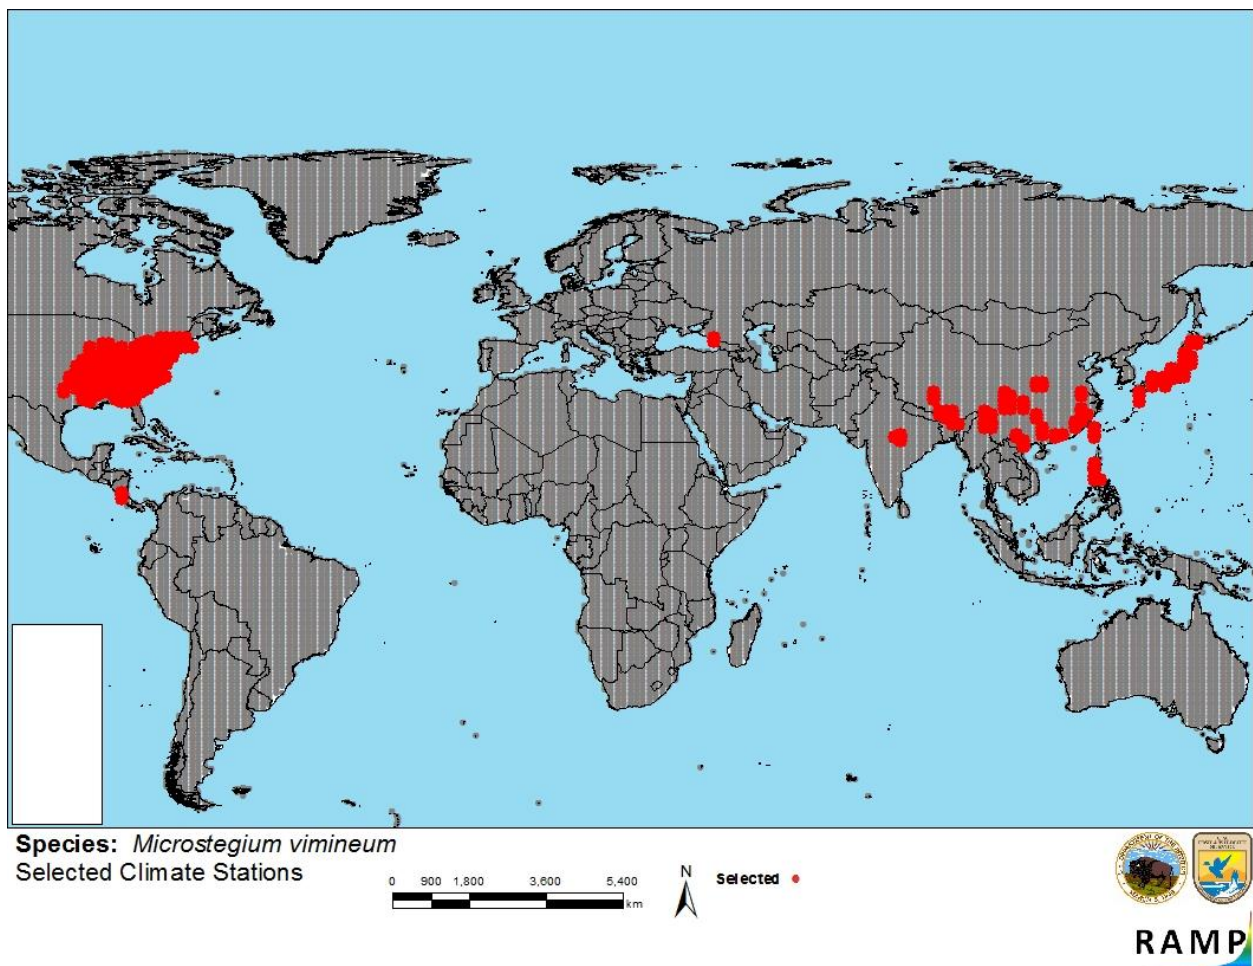 Species: Microstegium vimineum
Selected Climate Stations
0 900 1,800 3,600 5,400
km
N
Selected
RAMP